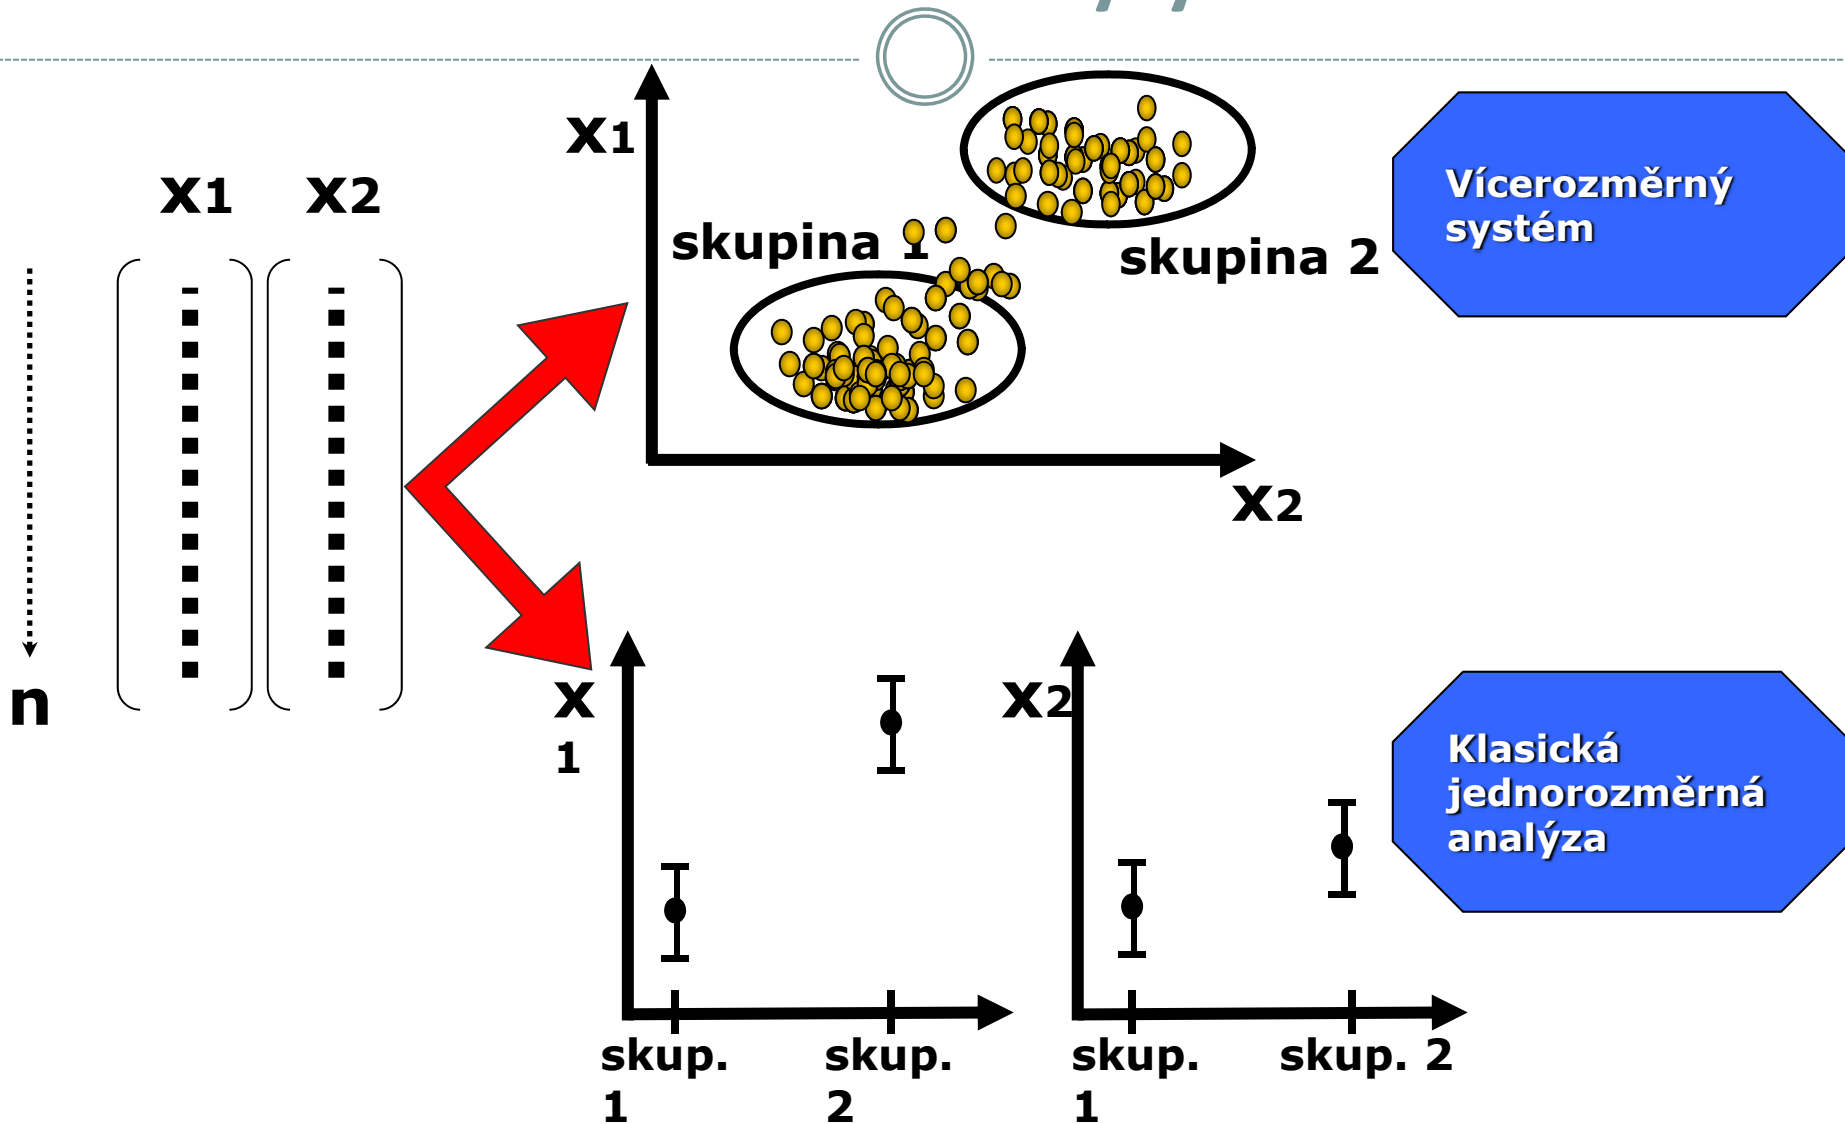 x1 x2
n
x1
skupina 1
skupina 2
x2
Vícerozměrný
systém
x
1
skup.
1
skup.
2
x2
skup.
1
skup. 2
Klasická
jednorozměrná
analýza